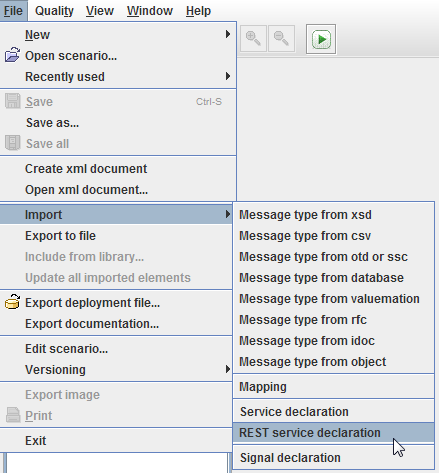 File Quality View Window Help
New
Open scenario...
Recently used
Save Ctrl-S
Save as...
Save all
Create xml document
Open xml document...
Import
Export to file
Include from library...
Update all imported elements
Export deployment file...
Export documentation...
Edit scenario...
Versioning
Export image
Print
Exit
Message type from xsd
Message type from csv
Message type from otd or ssc
Message type from database
Message type from valuemation
Message type from rfc
Message type from idoc
Message type from object
Mapping
Service declaration
REST service declaration
Signal declaration